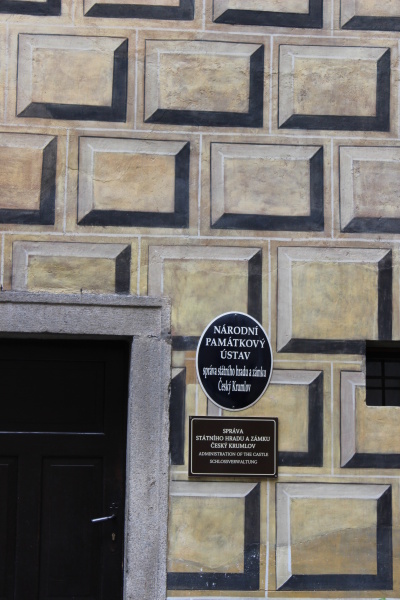 NÁRODNÍ
PAMÁTKOVÝ
ÚSTAV
správa státního hradu a zámku
Český Krumlov
SPRÁVA
STÁTNÍHO HRADU A ZÁMKU
ČESKÝ KRUMLOV
ADMINISTRATION OF THE CASTLE
SCHLOSSVERWALTUNG